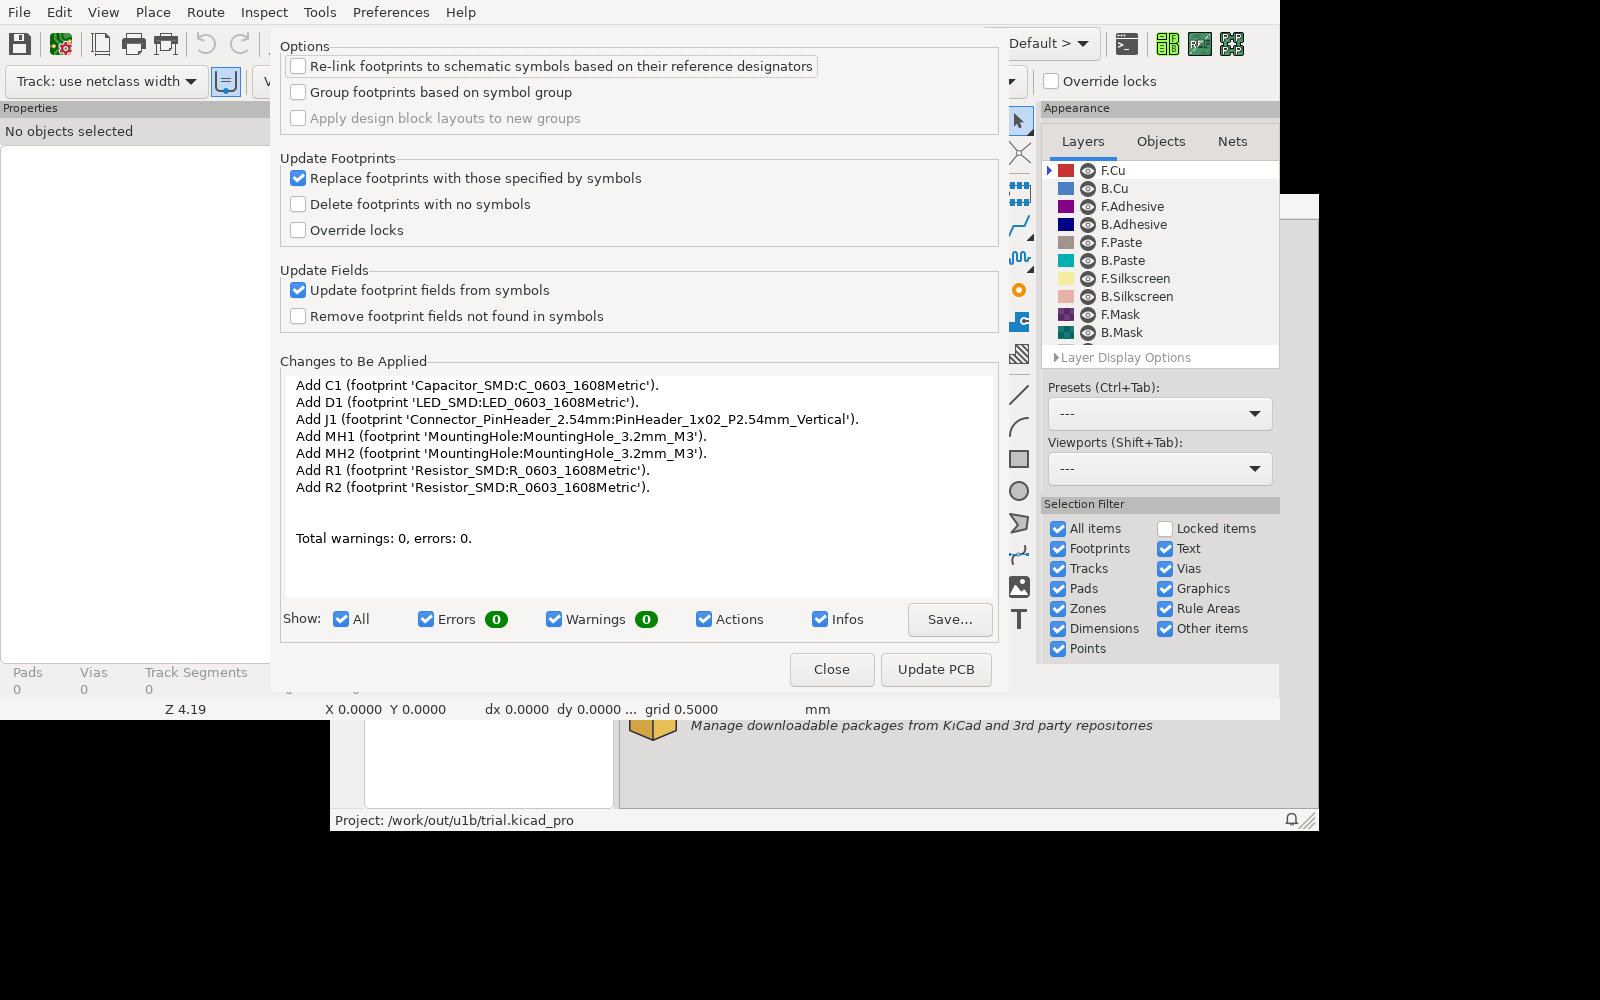 File Edit View Place Route Inspect Tools Preferences Help
Default >
Track: use netclass width
Override locks
Properties
No objects selected
Options
Re-link footprints to schematic symbols based on their reference designators
Group footprints based on symbol group
Apply design block layouts to new groups
Update Footprints
Replace footprints with those specified by symbols
Delete footprints with no symbols
Override locks
Update Fields
Update footprint fields from symbols
Remove footprint fields not found in symbols
Changes to Be Applied
Add C1 (footprint 'Capacitor_SMD:C_0603_1608Metric').
Add D1 (footprint 'LED_SMD:LED_0603_1608Metric').
Add J1 (footprint 'Connector_PinHeader_2.54mm:PinHeader_1x02_P2.54mm_Vertical').
Add MH1 (footprint 'MountingHole:MountingHole_3.2mm_M3').
Add MH2 (footprint 'MountingHole:MountingHole_3.2mm_M3').
Add R1 (footprint 'Resistor_SMD:R_0603_1608Metric').
Add R2 (footprint 'Resistor_SMD:R_0603_1608Metric').
Total warnings: 0, errors: 0.
Show: All Errors 0 Warnings 0 Actions Infos Save...
Close Update PCB
Appearance
Layers Objects Nets
F.Cu
B.Cu
F.Adhesive
B.Adhesive
F.Paste
B.Paste
F.Silkscreen
B.Silkscreen
F.Mask
B.Mask
Layer Display Options
Presets (Ctrl+Tab):
---
Viewports (Shift+Tab):
---
Selection Filter
All items Locked items
Footprints Text
Tracks Vias
Pads Graphics
Zones Rule Areas
Dimensions Other items
Points
Pads Vias Track Segments
0 0 0
Z 4.19 X 0.0000 Y 0.0000 dx 0.0000 dy 0.0000 ... grid 0.5000 mm
Manage downloadable packages from KiCad and 3rd party repositories
Project: /work/out/u1b/trial.kicad_pro